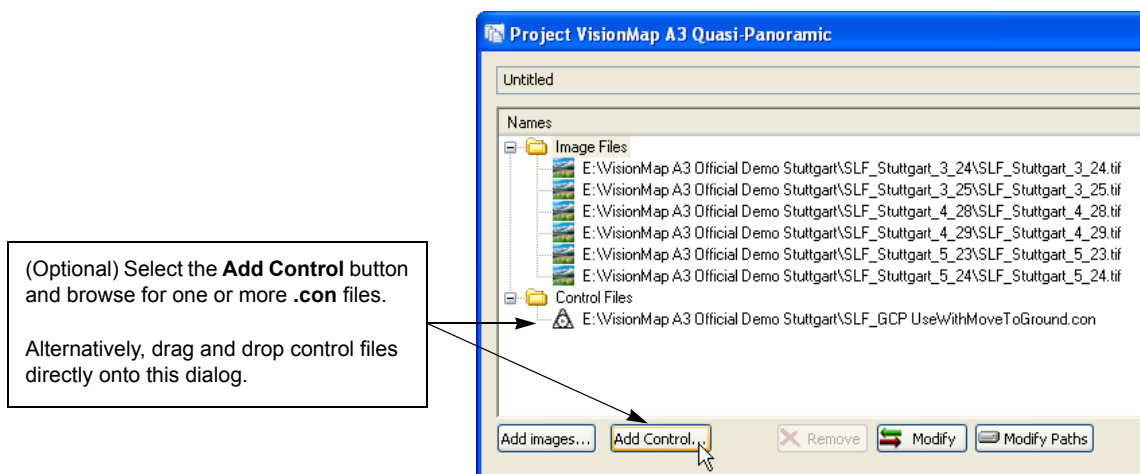 Project VisionMap A3 Quasi-Panoramic
Untitled
Names
Image Files
E:\VisionMap A3 Official Demo Stuttgart\SLF_Stuttgart_3_24\SLF_Stuttgart_3_24.tif
E:\VisionMap A3 Official Demo Stuttgart\SLF_Stuttgart_3_25\SLF_Stuttgart_3_25.tif
E:\VisionMap A3 Official Demo Stuttgart\SLF_Stuttgart_4_28\SLF_Stuttgart_4_28.tif
E:\VisionMap A3 Official Demo Stuttgart\SLF_Stuttgart_4_29\SLF_Stuttgart_4_29.tif
E:\VisionMap A3 Official Demo Stuttgart\SLF_Stuttgart_5_23\SLF_Stuttgart_5_23.tif
E:\VisionMap A3 Official Demo Stuttgart\SLF_Stuttgart_5_24\SLF_Stuttgart_5_24.tif
Control Files
E:\VisionMap A3 Official Demo Stuttgart\SLF_GCP UseWithMoveToGround.con
(Optional) Select the Add Control button
and browse for one or more .con files.
Alternatively, drag and drop control files
directly onto this dialog.
Add images...
Add Control...
Remove
Modify
Modify Paths